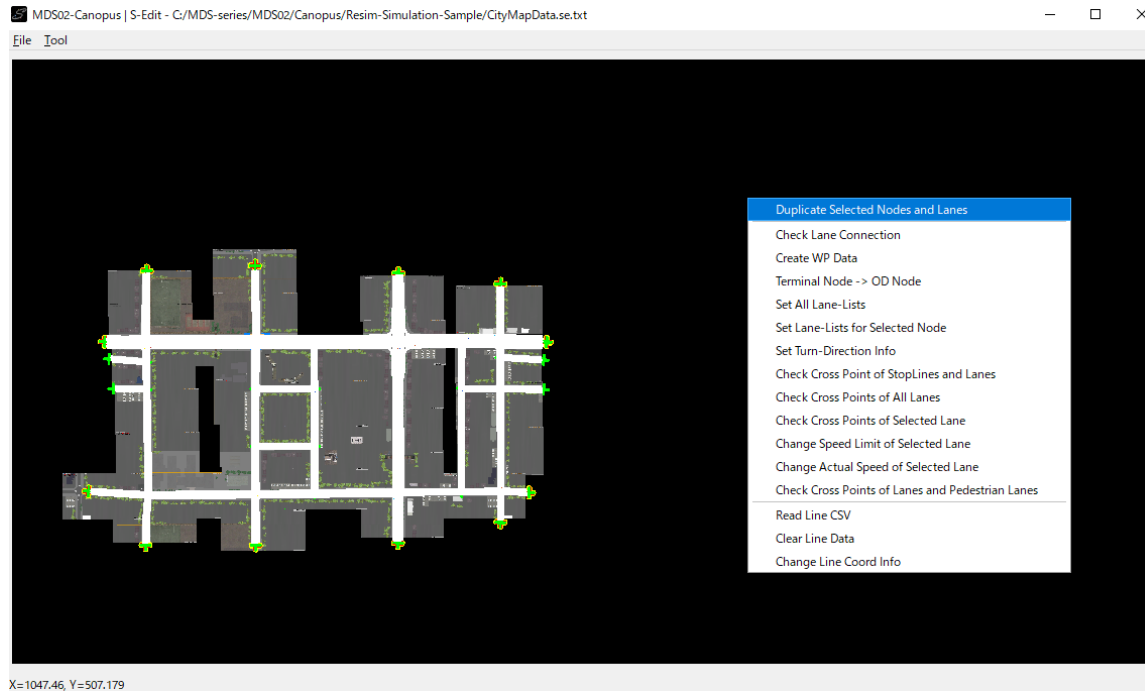 MDS02-Canopus | S-Edit - C:/MDS-series/MDS02/Canopus/Resim-Simulation-Sample/CityMapData.se.txt
File Tool
Duplicate Selected Nodes and Lanes
Check Lane Connection
Create WP Data
Terminal Node -> OD Node
Set All Lane-Lists
Set Lane-Lists for Selected Node
Set Turn-Direction Info
Check Cross Point of StopLines and Lanes
Check Cross Points of All Lanes
Check Cross Points of Selected Lane
Change Speed Limit of Selected Lane
Change Actual Speed of Selected Lane
Check Cross Points of Lanes and Pedestrian Lanes
Read Line CSV
Clear Line Data
Change Line Coord Info
X=1047.46, Y=507.179